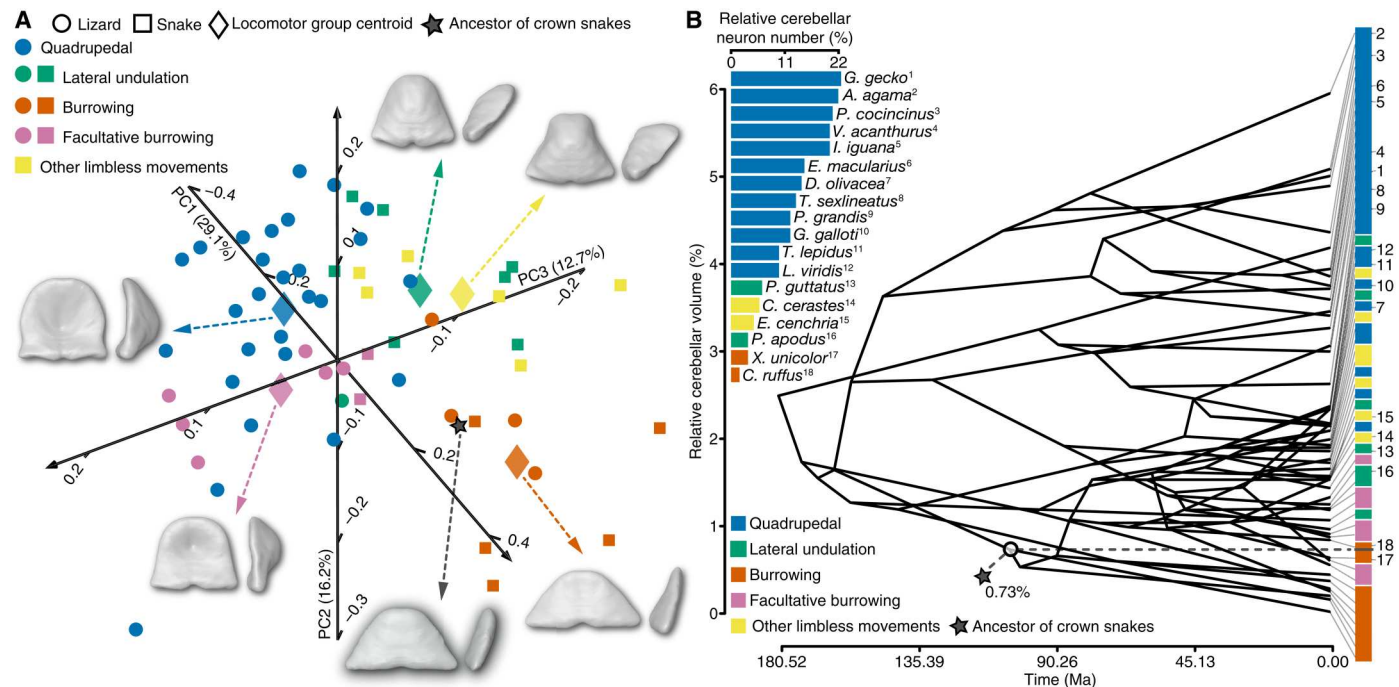 A
Lizard Snake Locomotor group centroid Ancestor of crown snakes
Quadrupedal
Lateral undulation
Burrowing
Facultative burrowing
Other limbless movements
PC1 (29.1%)
−0.4
−0.2
0.2
0.4
PC2 (16.2%)
0.2
0.1
−0.1
−0.2
−0.3
PC3 (12.7%)
−0.2
−0.1
0.1
0.2
B
Relative cerebellar
neuron number (%)
0 11 22
G. gecko1
A. agama2
P. cocincinus3
V. acanthurus4
I. iguana5
E. macularius6
D. olivacea7
T. sexlineatus8
P. grandis9
G. galloti10
T. lepidus11
L. viridis12
P. guttatus13
C. cerastes14
E. cenchria15
P. apodus16
X. unicolor17
C. ruffus18
Relative cerebellar volume (%)
6
5
4
3
2
1
0
Quadrupedal
Lateral undulation
Burrowing
Facultative burrowing
Other limbless movements Ancestor of crown snakes
0.73%
180.52 135.39 90.26 45.13 0.00
Time (Ma)
2
3
6
5
4
1
8
9
12
11
10
7
15
14
13
16
18
17